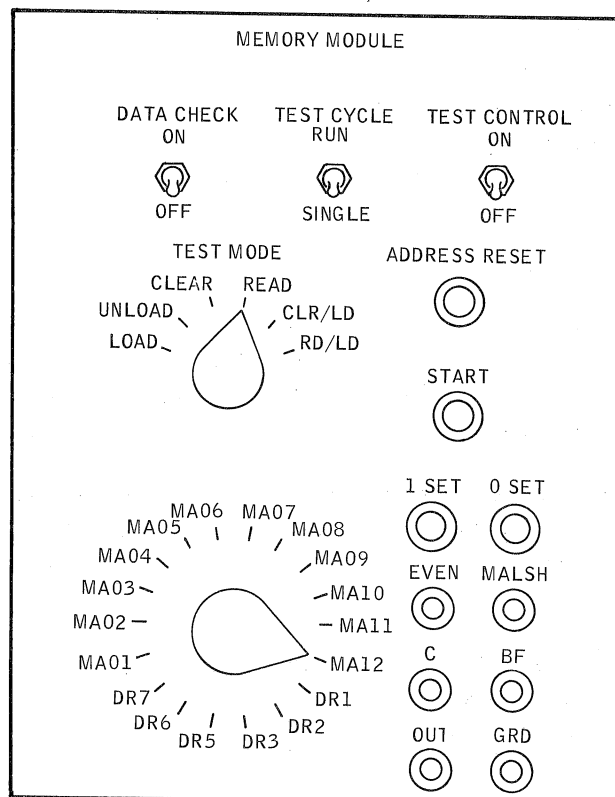 MEMORY MODULE
DATA CHECK TEST CYCLE TEST CONTROL
ON RUN ON
OFF SINGLE OFF
TEST MODE ADDRESS RESET
CLEAR READ
UNLOAD CLR/LD
LOAD RD/LD
START
1 SET 0 SET
MA06 MA07
MA05 MA08
MA04 MA09
EVEN MALSH
MA03 MA10
MA02 MA11
MA01 MA12
C BF
DR7 DR1
DR6 DR2
DR5 DR3
OUT GRD